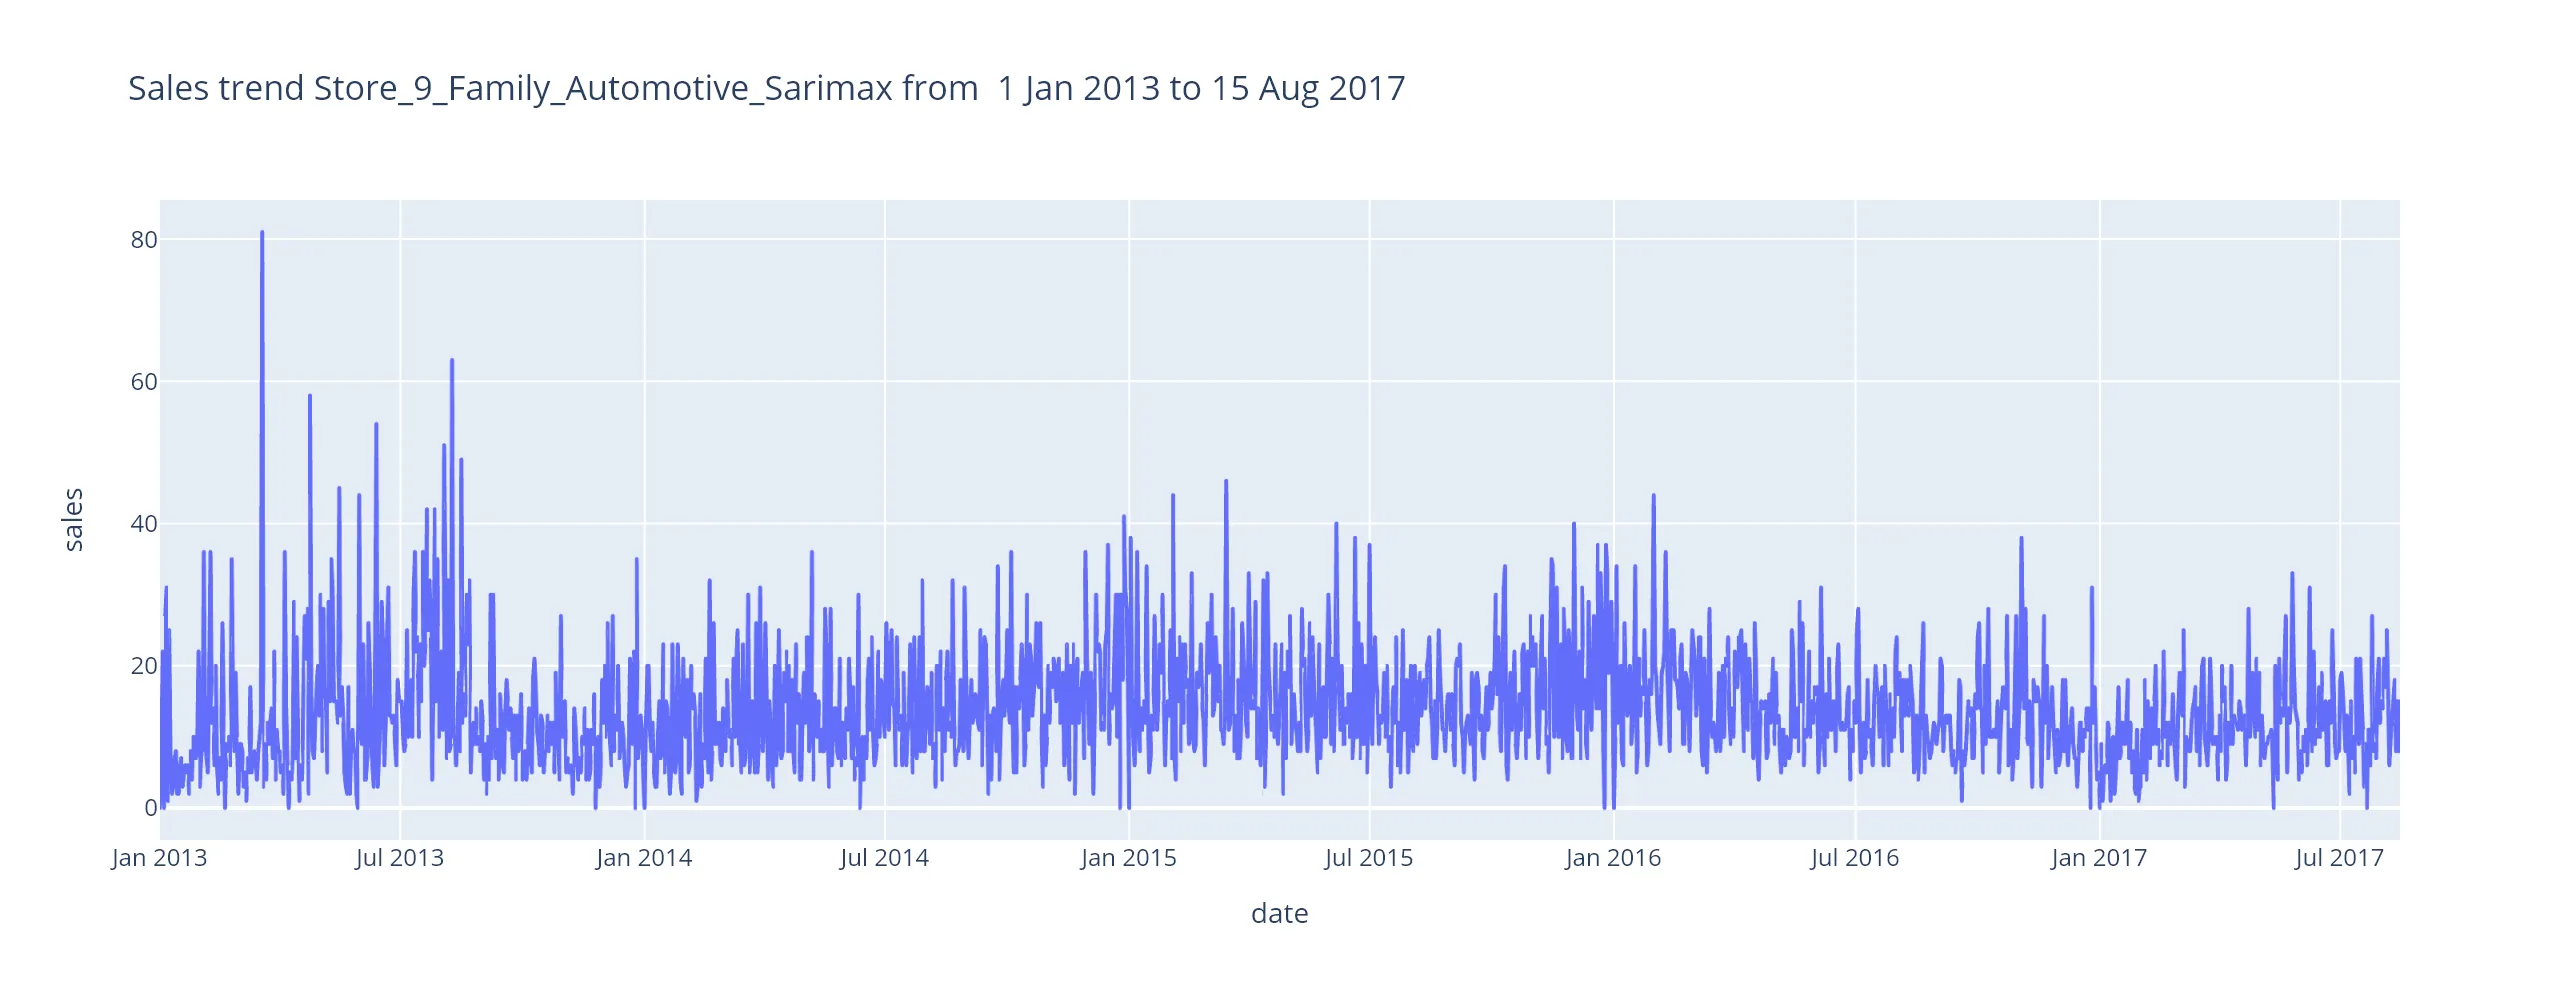 Sales trend Store_9_Family_Automotive_Sarimax from  1 Jan 2013 to 15 Aug 2017
80
60
40
20
0
sales
Jan 2013 Jul 2013 Jan 2014 Jul 2014 Jan 2015 Jul 2015 Jan 2016 Jul 2016 Jan 2017 Jul 2017
date